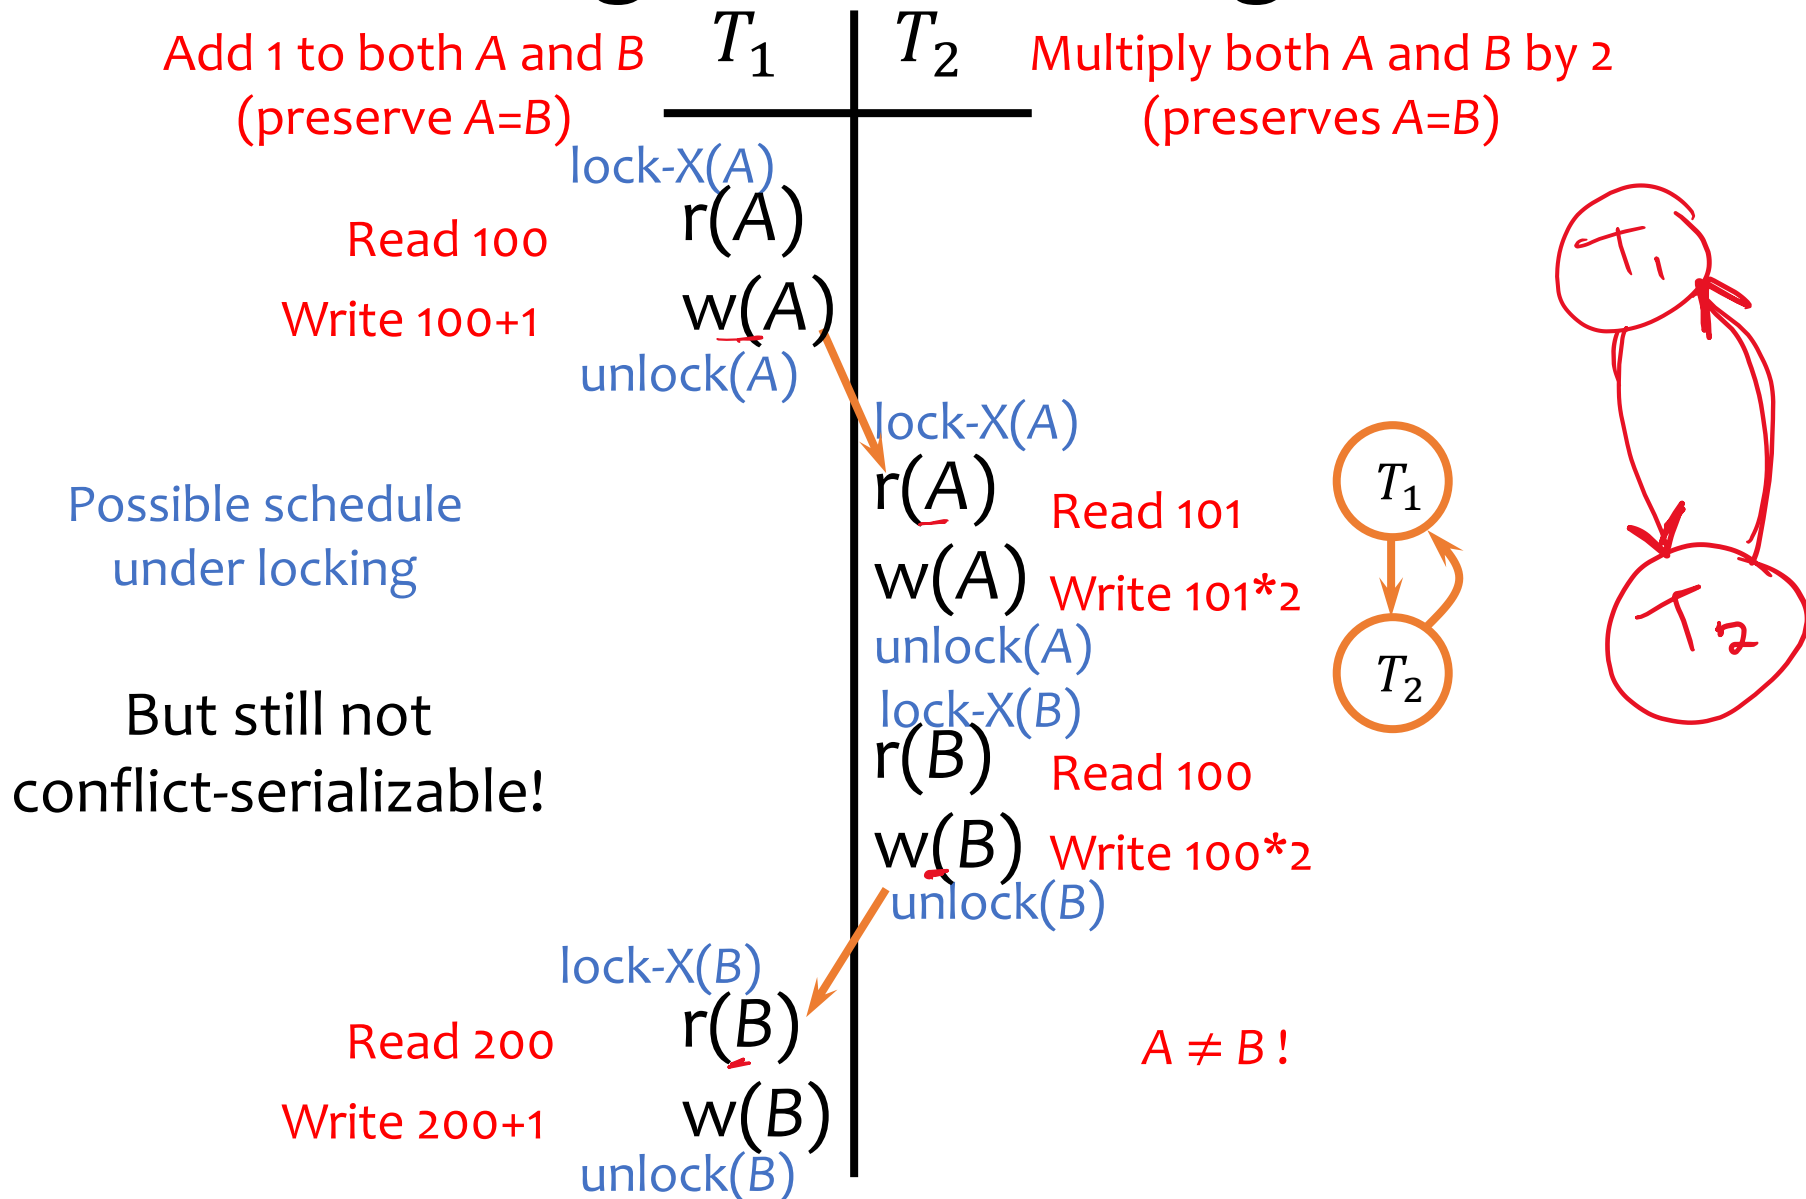 T₁ T₂
Add 1 to both A and B
(preserve A=B)
Multiply both A and B by 2
(preserves A=B)
lock-X(A)
r(A)
Read 100
w(A)
Write 100+1
unlock(A)
lock-X(A)
r(A)
Read 101
w(A)
Write 101*2
unlock(A)
lock-X(B)
r(B)
Read 100
w(B)
Write 100*2
unlock(B)
lock-X(B)
r(B)
Read 200
w(B)
Write 200+1
unlock(B)
Possible schedule
under locking
But still not
conflict-serializable!
T₁
T₂
T₁
T₂
A ≠ B !